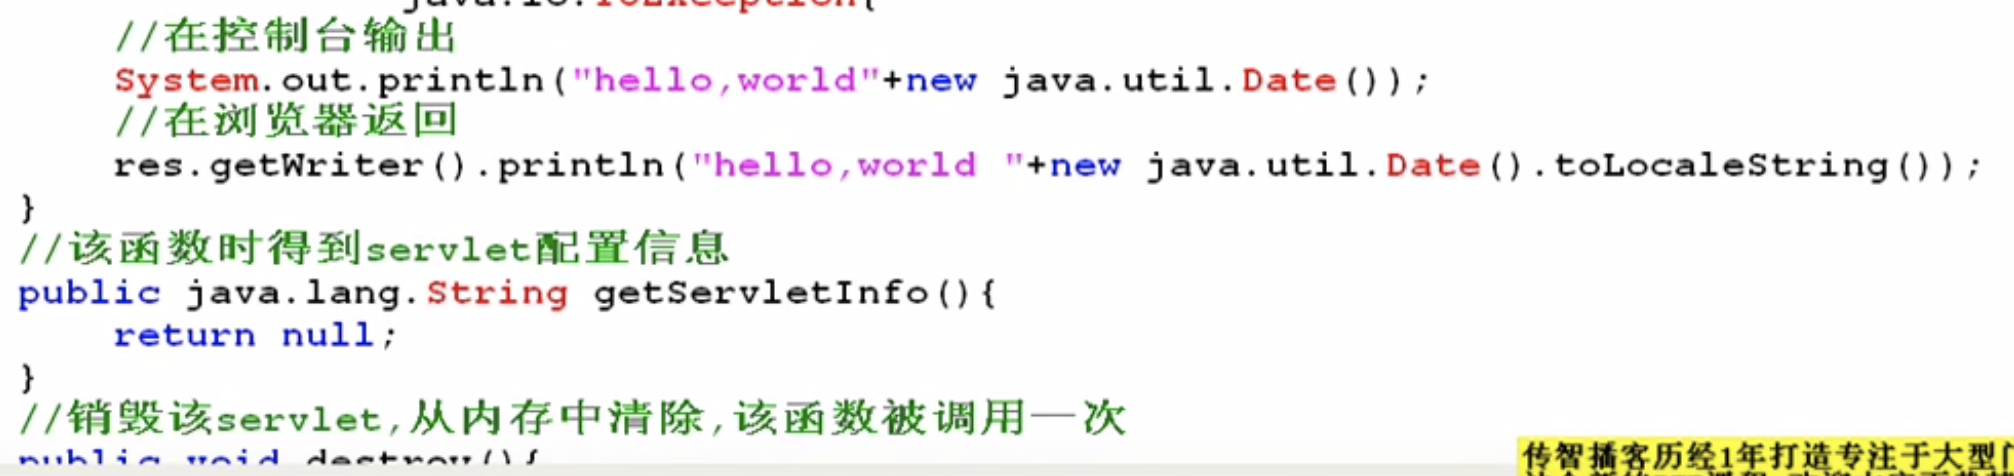 java.io.IOException{
//在控制台输出
System.out.println("hello,world"+new java.util.Date());
//在浏览器返回
res.getWriter().println("hello,world "+new java.util.Date().toLocaleString());
}
//该函数时得到servlet配置信息
public java.lang.String getServletInfo(){
return null;
}
//销毁该servlet,从内存中清除,该函数被调用一次
public void destroy(){
传智播客历经1年打造专注于大型